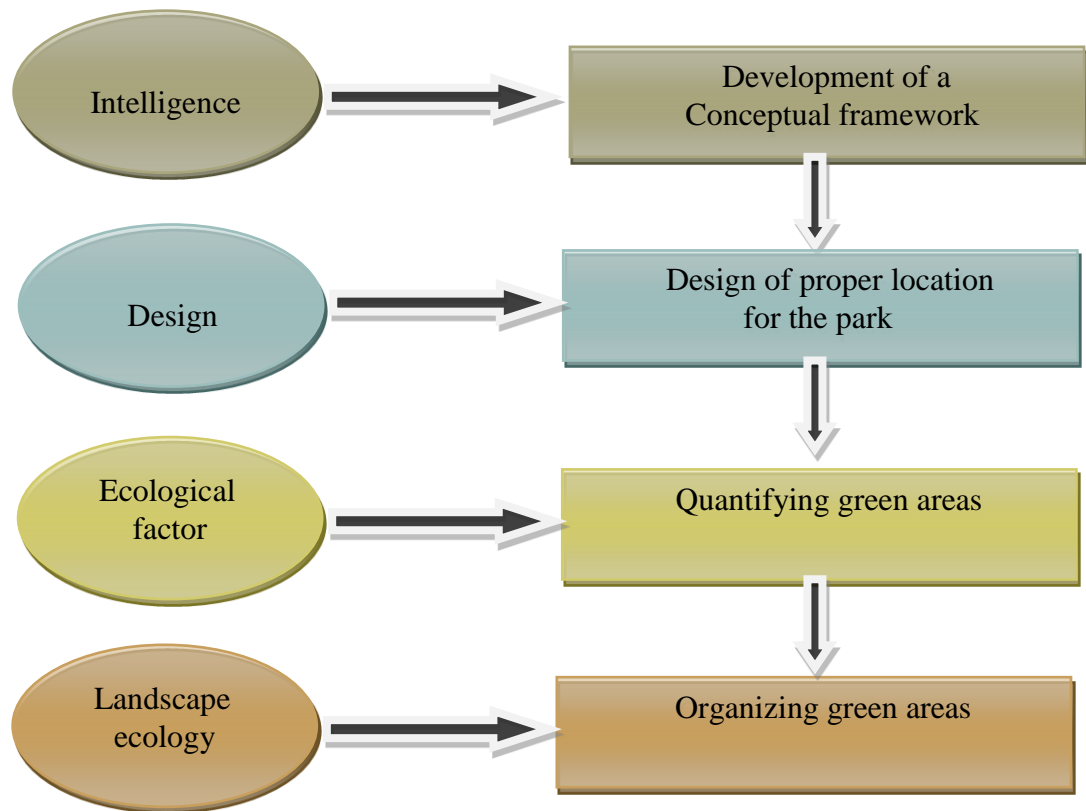 Intelligence
Development of a
Conceptual framework
Design
Design of proper location
for the park
Ecological
factor
Quantifying green areas
Landscape
ecology
Organizing green areas